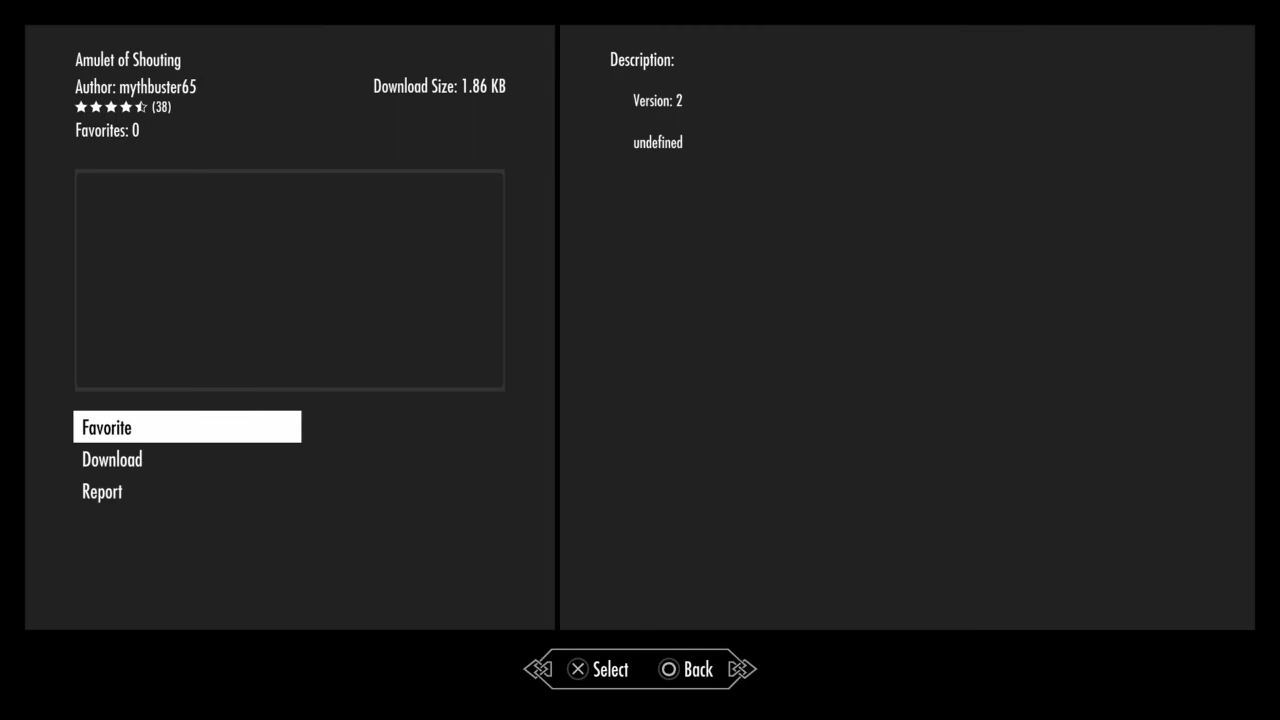 Amulet of Shouting
Author: mythbuster65
Download Size: 1.86 KB
(38)
Favorites: 0
Favorite
Download
Report
Description:
Version: 2
undefined
Select
Back